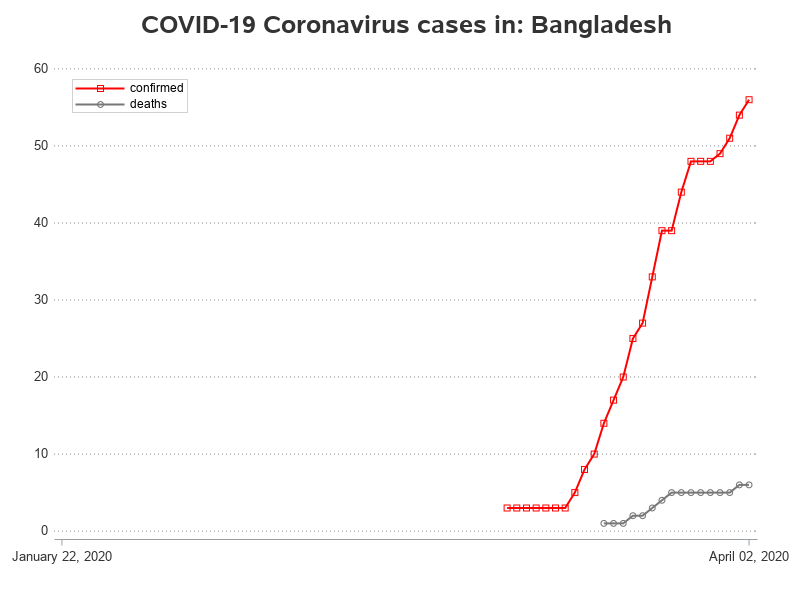 COVID-19 Coronavirus cases in: Bangladesh
60
confirmed
deaths
50
40
30
20
10
0
January 22, 2020
April 02, 2020